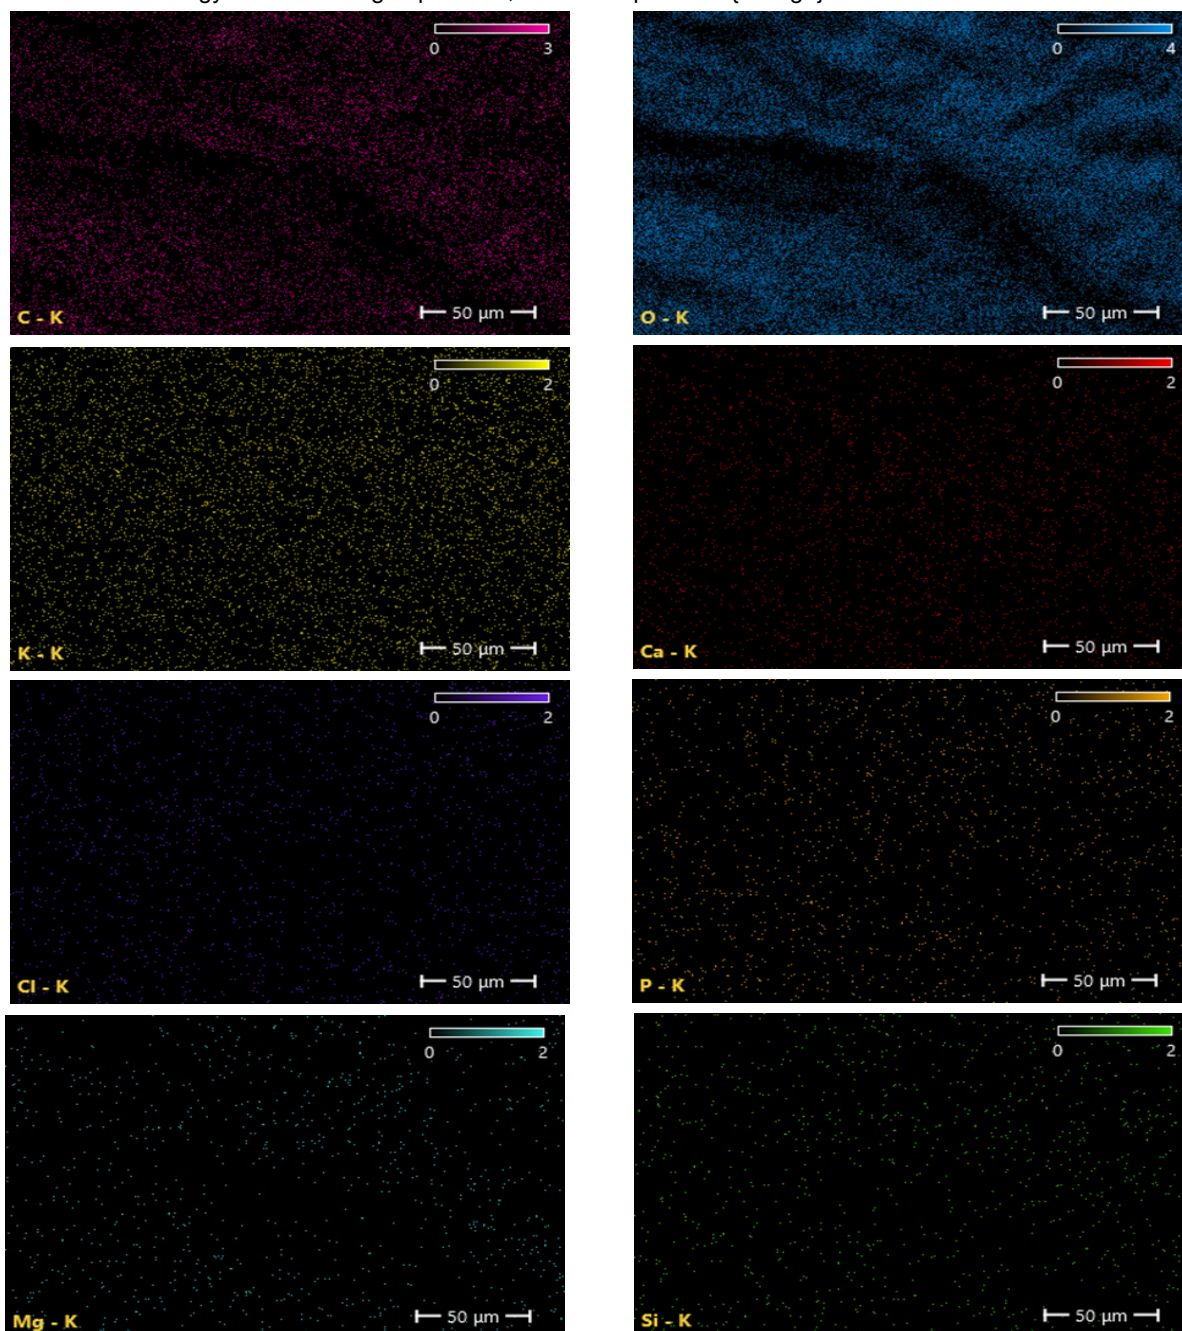 0 3
C - K 50 µm
0 4
O - K 50 µm
0 2
K - K 50 µm
0 2
Ca - K 50 µm
0 2
Cl - K 50 µm
0 2
P - K 50 µm
0 2
Mg - K 50 µm
0 2
Si - K 50 µm